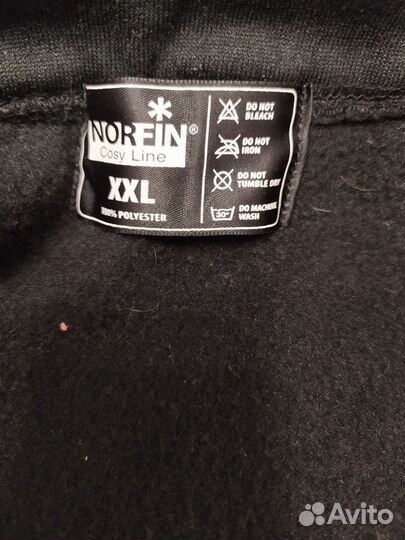 NORFIN®
Cosy Line
XXL
100% POLYESTER
DO NOT
BLEACH
DO NOT
IRON
DO NOT
TUMBLE DRY
30°
DO MACHINE
WASH
Avito